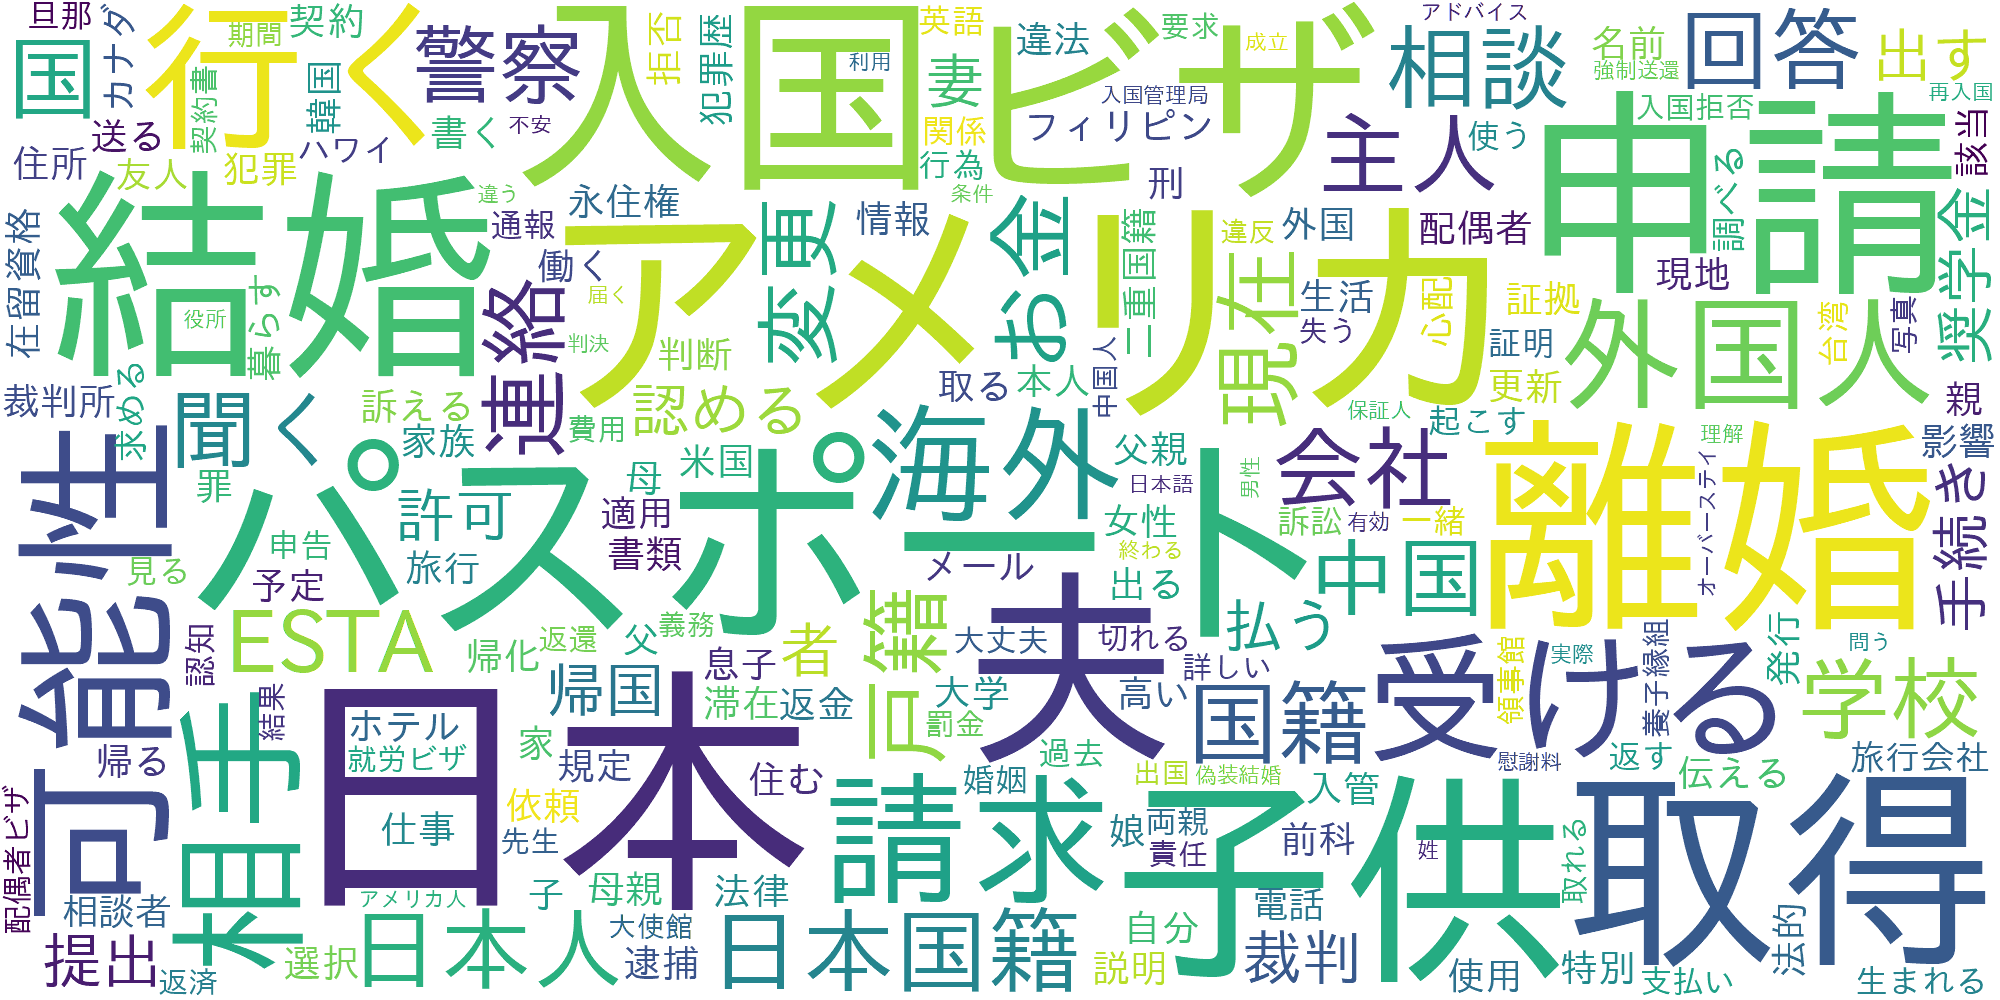 旦那
カナダ
期間
契約
国
行く
契約書
韓国
警察
入国
ビザ
拒否
犯罪歴
利用
英語
妻
違法
要求
成立
アドバイス
相談
回答
名前
強制送還
出す
再入国
送る
ハワイ
書く
不安
入国管理局
フィリピン
関係
行為
主人
使う
入国拒否
該当
住所
友人
犯罪
刑
申請
調べる
在留資格
結婚
違う
通報
永住権
働く
届く
アメリカ
変更
情報
条件
お金
二重国籍
違反
外国
配偶者
現地
奨学金
暮らす
役所
連絡
判決
判断
現在
生活
失う
心配
証拠
証明
更新
外国人
台湾
写真
裁判所
求める
聞く
訴える
家族
認める
費用
取る
本人
中国人
保証人
起こす
親
影響
理解
可能性
罪
パスポート
許可
母
米国
適用
書類
海外
父親
日本語
女性
男性
会社
訴訟
有効
一緒
離婚
オーバーステイ
手続き
申告
見る
予定
旅行
メール
終わる
出る
中国
払う
認知
ESTA
帰化
返還
父
義務
息子
者
戸籍
大丈夫
夫
切れる
詳しい
国籍
受ける
領事館
実際
養子縁組
発行
問う
学校
帰る
相手
結果
日本
ホテル
就労ビザ
仕事
帰国
家
規定
依頼
先生
滞在
返金
住む
大学
罰金
婚姻
高い
過去
出国
偽装結婚
入管
慰謝料
返す
伝える
旅行会社
配偶者ビザ
相談者
提出
返済
選択
アメリカ人
日本人
子
母親
大使館
逮捕
法律
請求
日本国籍
娘
両親
責任
前科
姓
子供
取れる
取得
自分
説明
電話
裁判
使用
特別
支払い
法的
生まれる